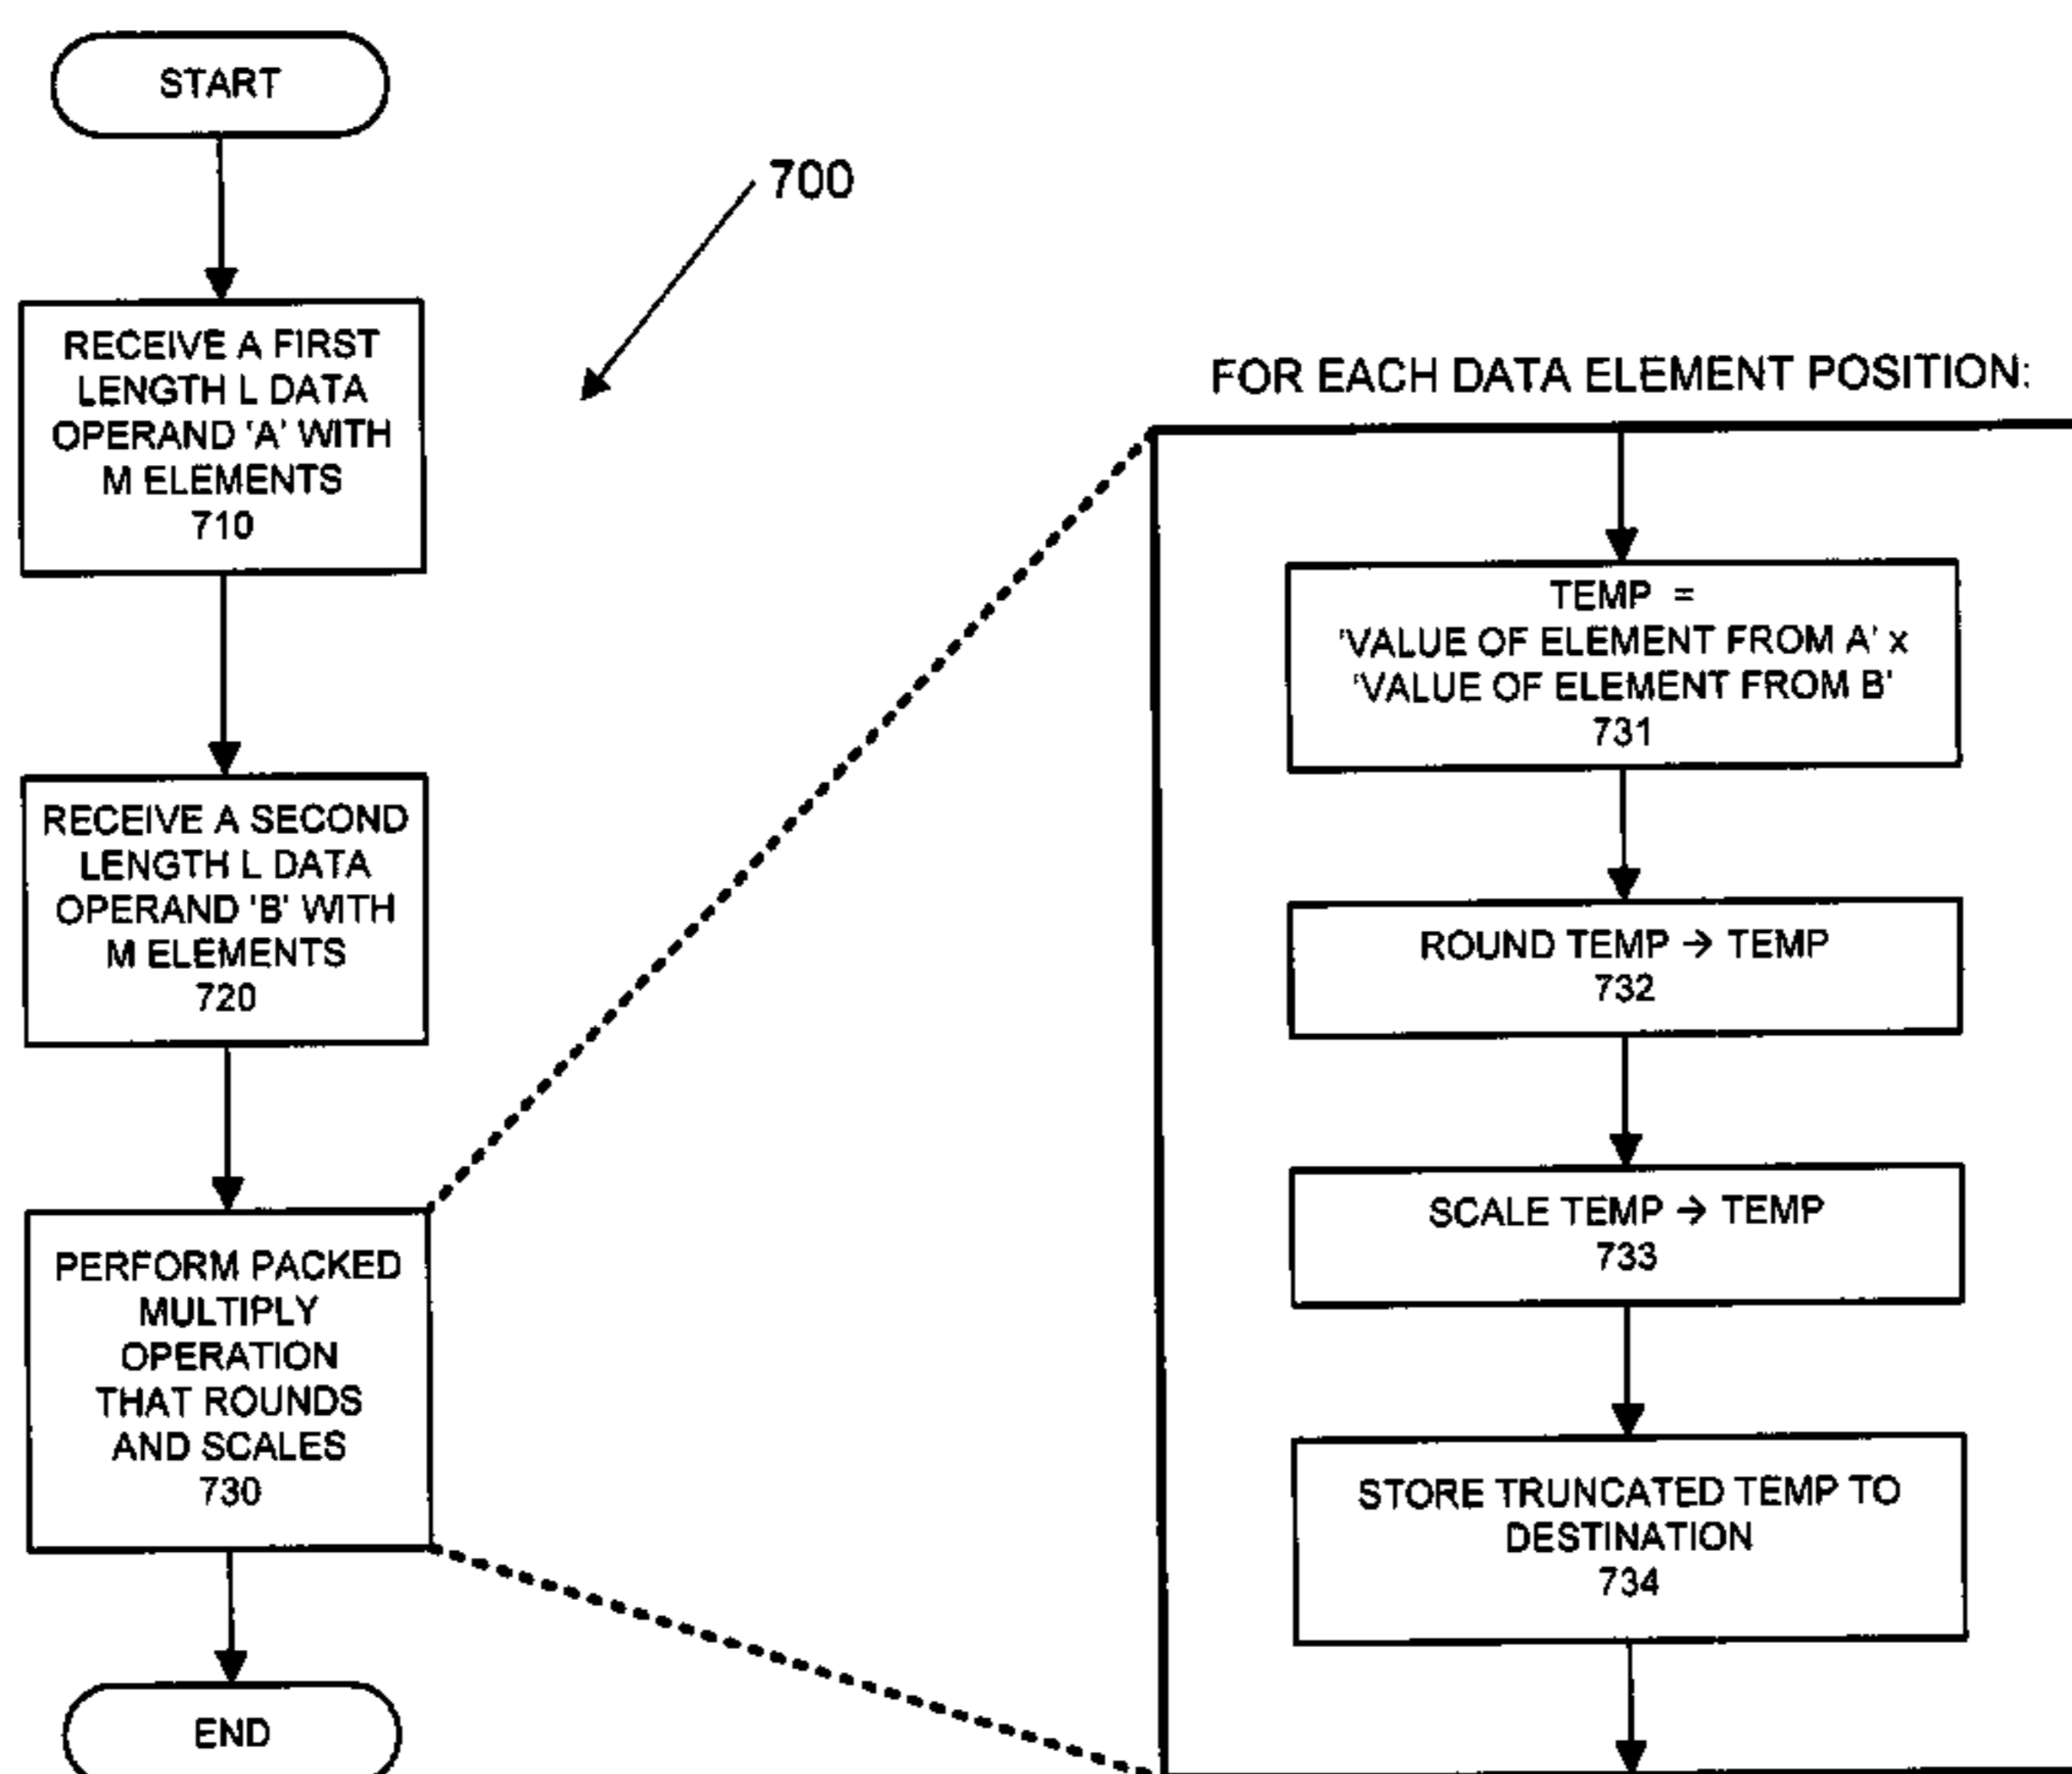 START
700
RECEIVE A FIRST
LENGTH L DATA
OPERAND 'A' WITH
M ELEMENTS
710
RECEIVE A SECOND
LENGTH L DATA
OPERAND 'B' WITH
M ELEMENTS
720
PERFORM PACKED
MULTIPLY
OPERATION
THAT ROUNDS
AND SCALES
730
END
FOR EACH DATA ELEMENT POSITION:
TEMP =
'VALUE OF ELEMENT FROM A' x
'VALUE OF ELEMENT FROM B'
731
ROUND TEMP → TEMP
732
SCALE TEMP → TEMP
733
STORE TRUNCATED TEMP TO
DESTINATION
734